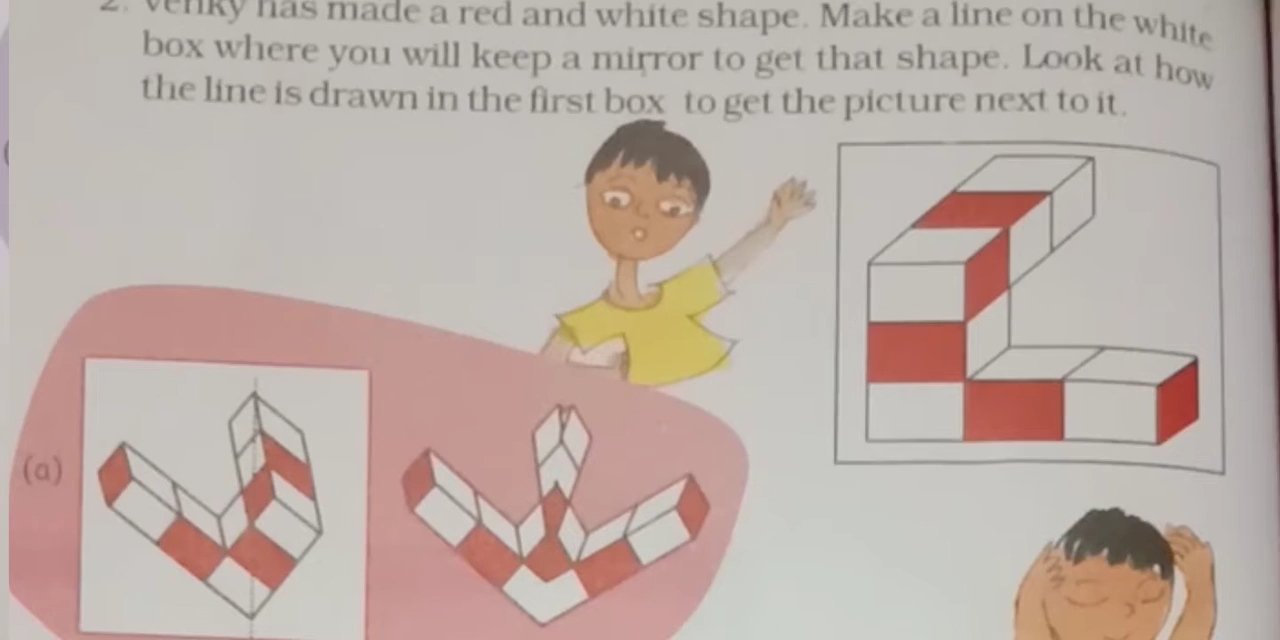 2. Venky has made a red and white shape. Make a line on the white
box where you will keep a mirror to get that shape. Look at how
the line is drawn in the first box to get the picture next to it.
(a)